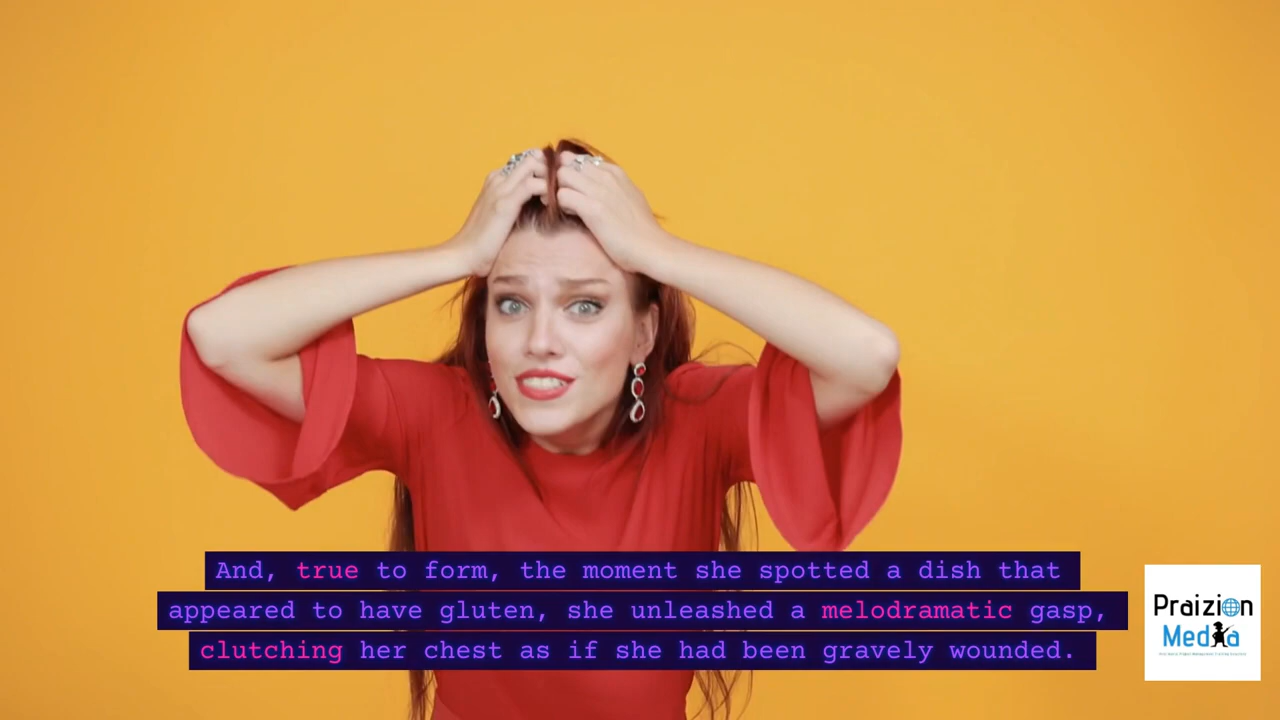 And, true to form, the moment she spotted a dish that
appeared to have gluten, she unleashed a melodramatic gasp,
clutching her chest as if she had been gravely wounded.
Praizion
Media